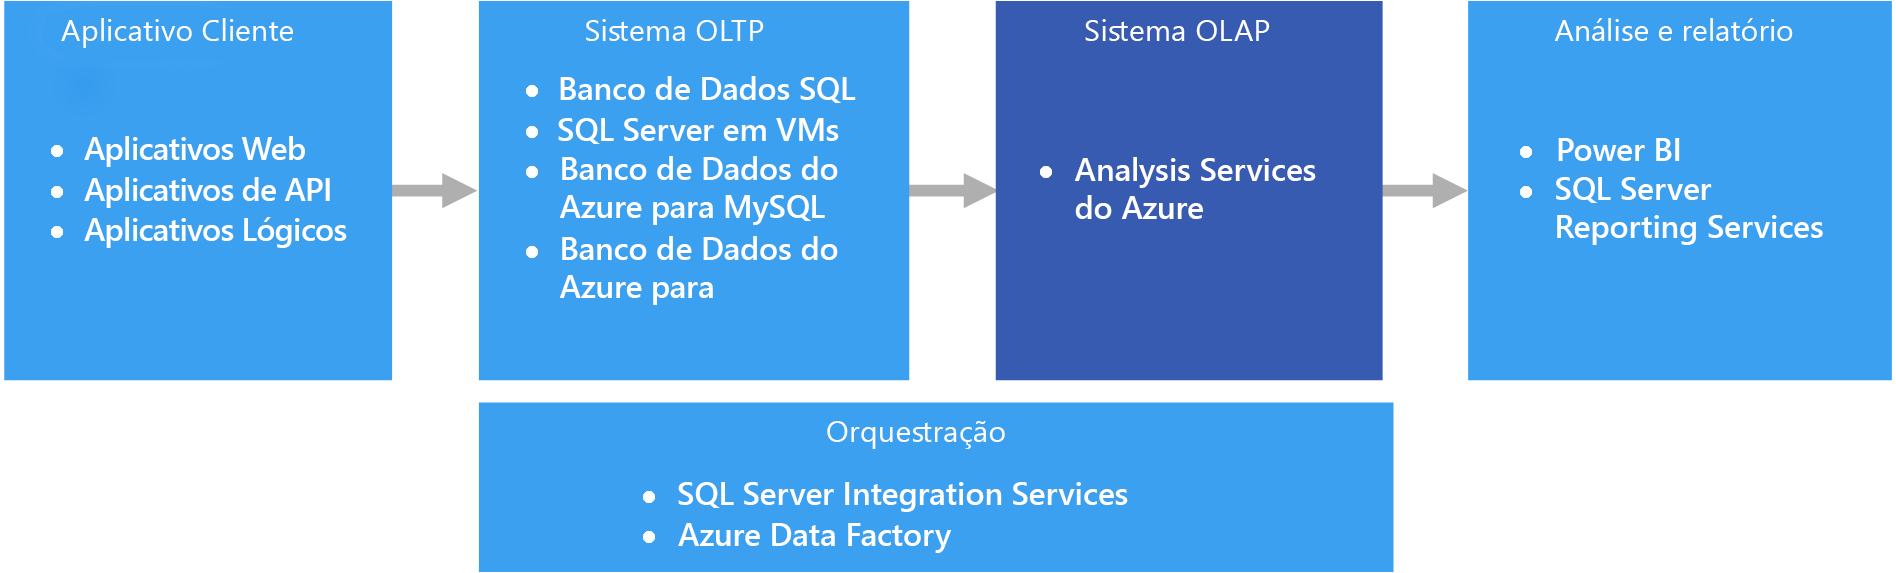 Aplicativo Cliente
• Aplicativos Web
• Aplicativos de API
• Aplicativos Lógicos
Sistema OLTP
• Banco de Dados SQL
• SQL Server em VMs
• Banco de Dados do
Azure para MySQL
• Banco de Dados do
Azure para
Sistema OLAP
• Analysis Services
do Azure
Análise e relatório
• Power BI
• SQL Server
Reporting Services
Orquestração
• SQL Server Integration Services
• Azure Data Factory